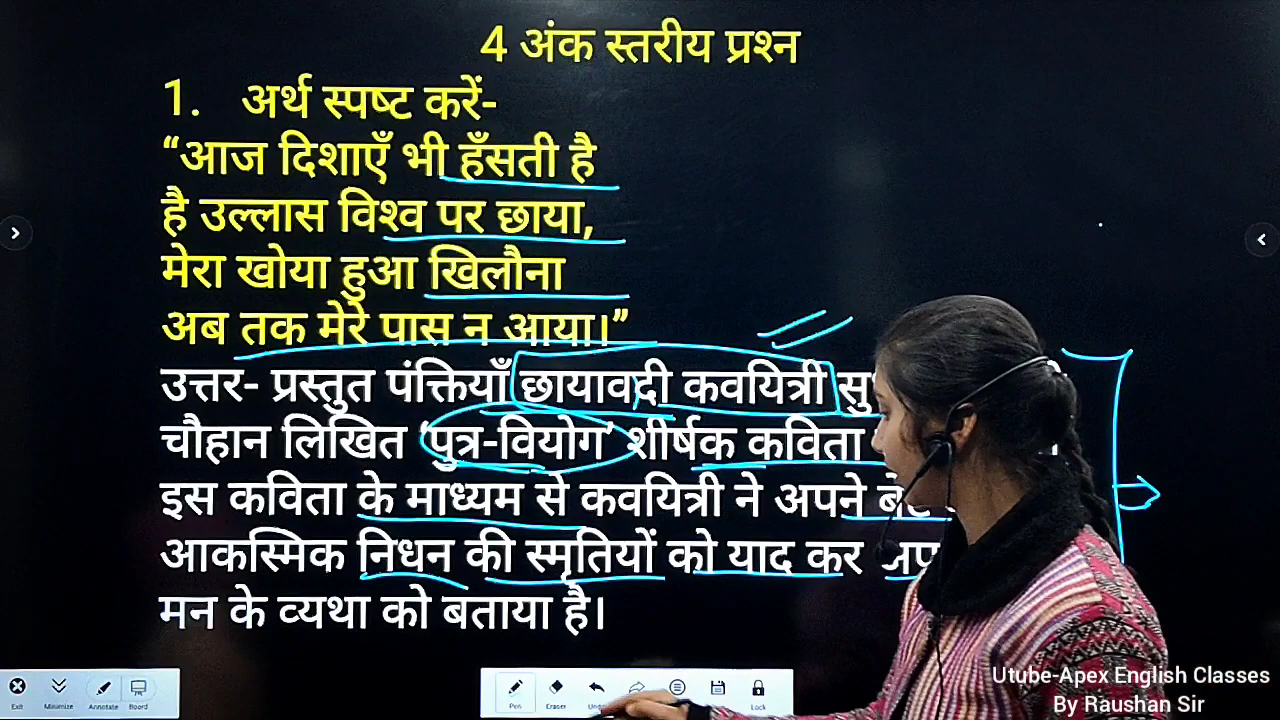 4 अंक स्तरीय प्रश्न
1. अर्थ स्पष्ट करें-
“आज दिशाएँ भी हँसती है
है उल्लास विश्व पर छाया,
मेरा खोया हुआ खिलौना
अब तक मेरे पास न आया।”
उत्तर- प्रस्तुत पंक्तियाँ छायावदी कवयित्री
चौहान लिखित ‘पुत्र-वियोग’ शीर्षक कविता
इस कविता के माध्यम से कवयित्री ने अपने
आकस्मिक निधन की स्मृतियों को याद कर
मन के व्यथा को बताया है।
Exit Minimize Annotate Board Pen Eraser Lock
Utube-Apex English Classes
By Raushan Sir